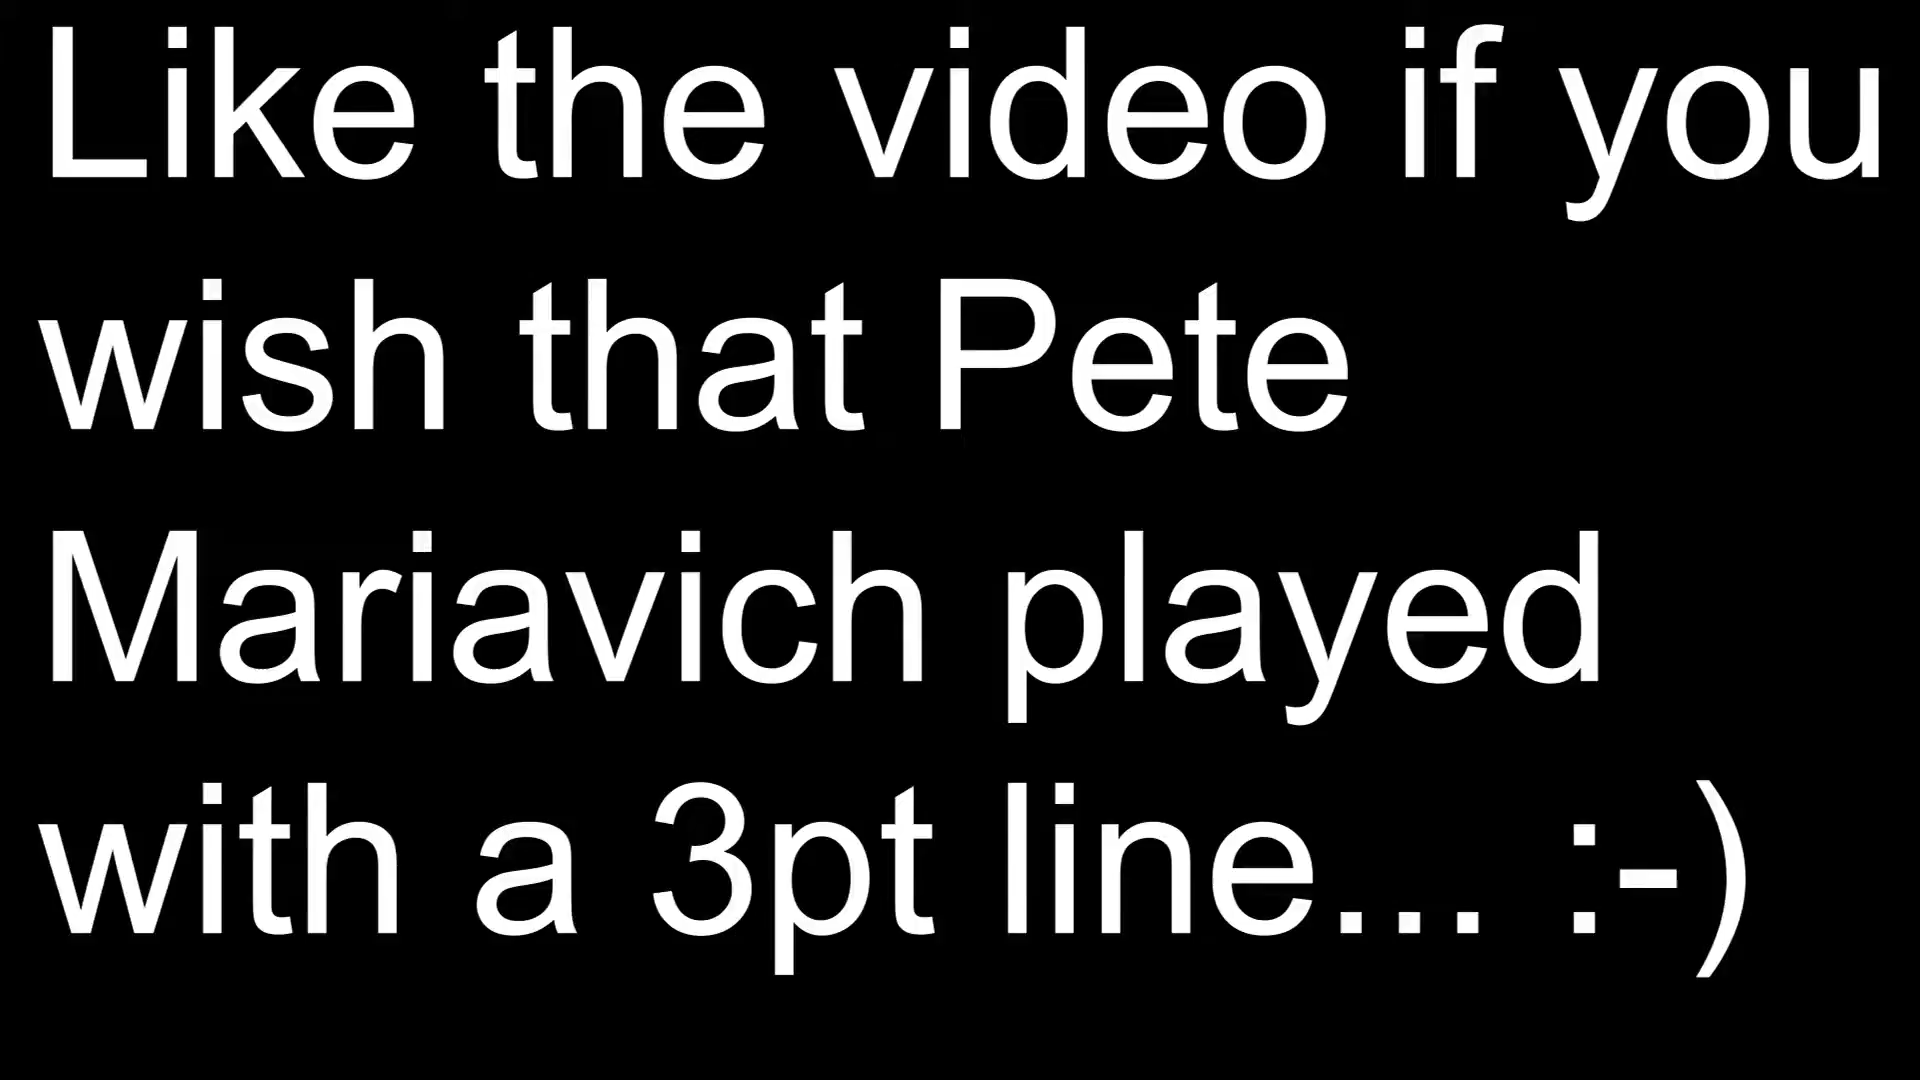 Like the video if you
wish that Pete
Mariavich played
with a 3pt line... :-)